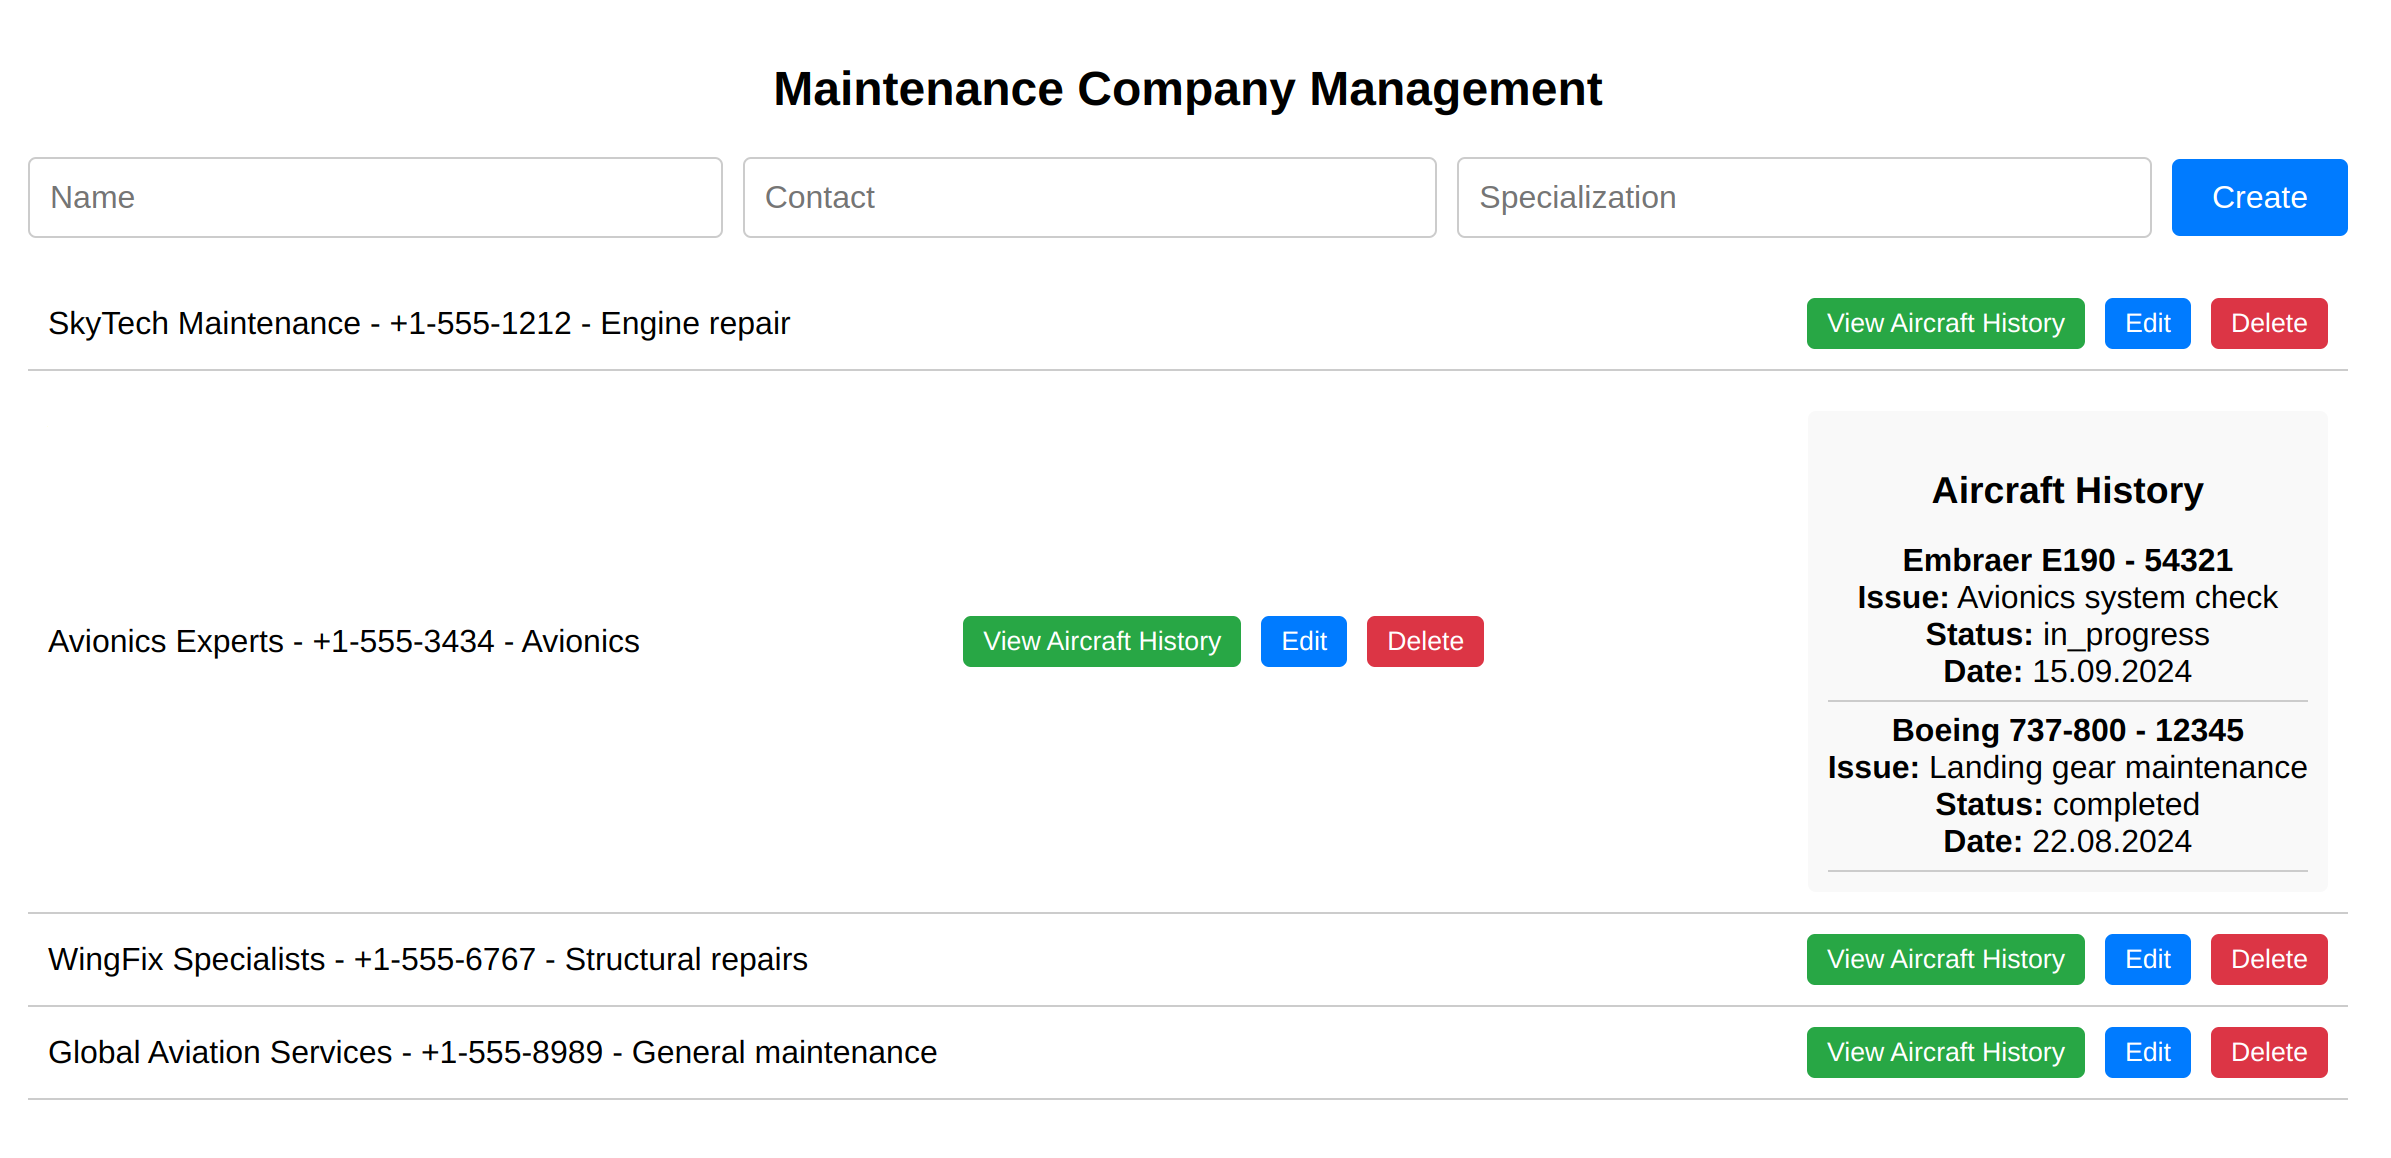 Maintenance Company Management
Name
Contact
Specialization
Create
SkyTech Maintenance - +1-555-1212 - Engine repair
View Aircraft History
Edit
Delete
Avionics Experts - +1-555-3434 - Avionics
View Aircraft History
Edit
Delete
Aircraft History
Embraer E190 - 54321
Issue: Avionics system check
Status: in_progress
Date: 15.09.2024
Boeing 737-800 - 12345
Issue: Landing gear maintenance
Status: completed
Date: 22.08.2024
WingFix Specialists - +1-555-6767 - Structural repairs
View Aircraft History
Edit
Delete
Global Aviation Services - +1-555-8989 - General maintenance
View Aircraft History
Edit
Delete